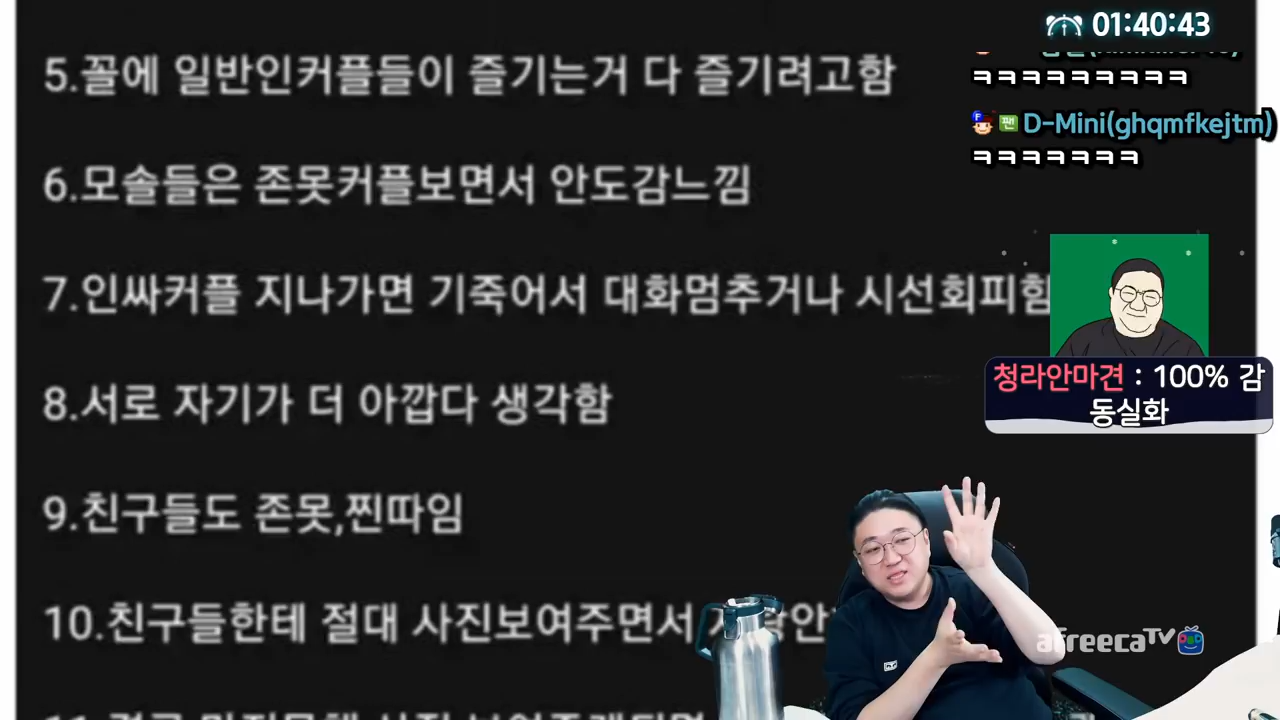 01:40:43
5.꼴에 일반인커플들이 즐기는거 다 즐기려고함
ㅋㅋㅋㅋㅋㅋㅋㅋㅋ
D-Mini(ghqmfkejtm)
ㅋㅋㅋㅋㅋㅋㅋ
6.모솔들은 존못커플보면서 안도감느낌
7.인싸커플 지나가면 기죽어서 대화멈추거나 시선회피함
청라안마견 : 100% 감
동실화
8.서로 자기가 더 아깝다 생각함
9.친구들도 존못,찐따임
10.친구들한테 절대 사진보여주면서
afreecaTV